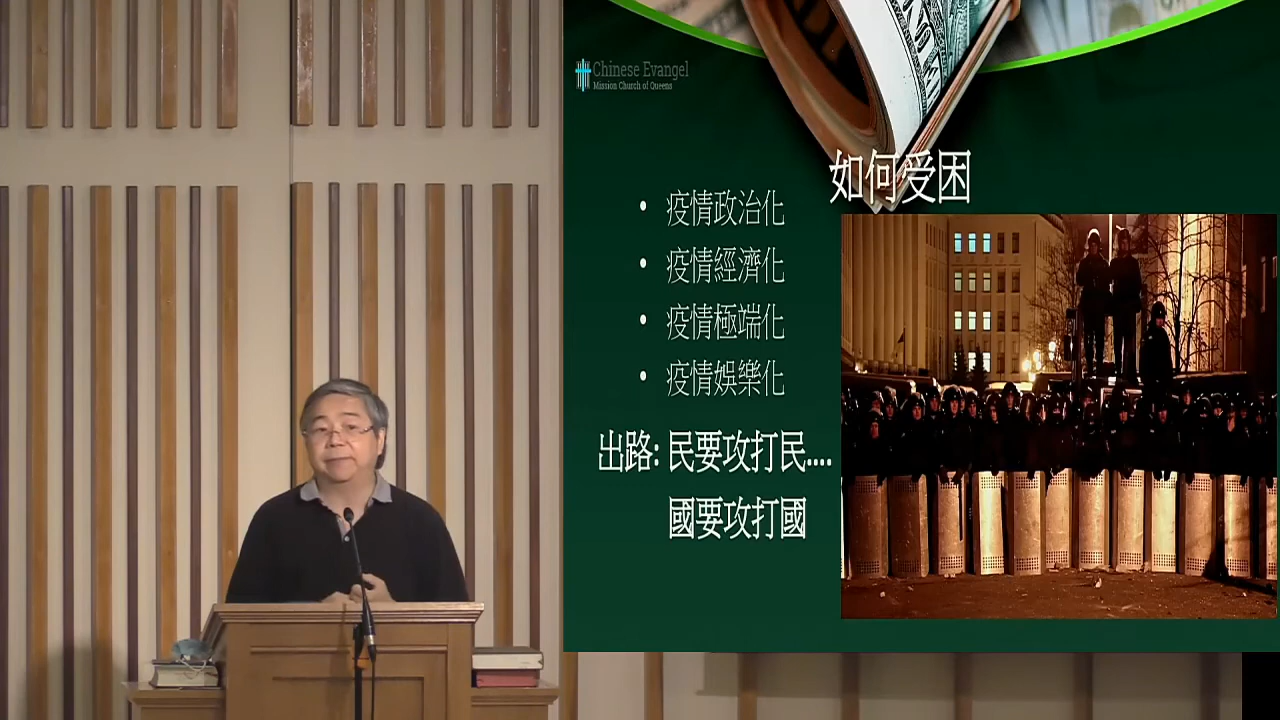 Chinese Evangel
Mission Church of Queens
如何受困
• 疫情政治化
• 疫情經濟化
• 疫情極端化
• 疫情娛樂化
出路: 民要攻打民....
國要攻打國